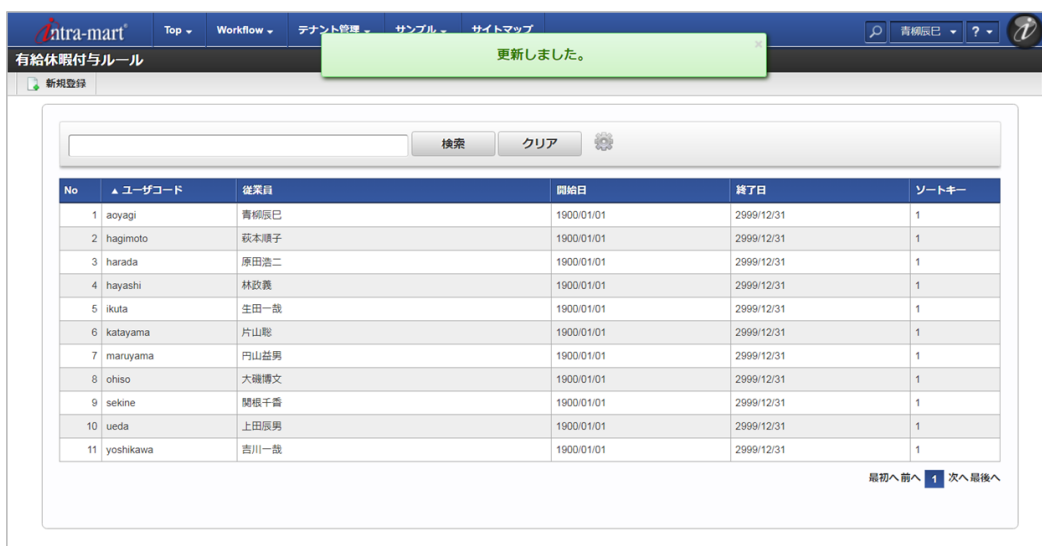 intra-mart®
Top Workflow テナント管理 サンプル サイトマップ 青柳辰巳 ?
更新しました。 ×
有給休暇付与ルール
新規登録
検索 クリア
No ▲ユーザコード 従業員 開始日 終了日 ソートキー
1 aoyagi 青柳辰巳 1900/01/01 2999/12/31 1
2 hagimoto 萩本順子 1900/01/01 2999/12/31 1
3 harada 原田浩二 1900/01/01 2999/12/31 1
4 hayashi 林政義 1900/01/01 2999/12/31 1
5 ikuta 生田一哉 1900/01/01 2999/12/31 1
6 katayama 片山聡 1900/01/01 2999/12/31 1
7 maruyama 円山益男 1900/01/01 2999/12/31 1
8 ohiso 大磯博文 1900/01/01 2999/12/31 1
9 sekine 関根千香 1900/01/01 2999/12/31 1
10 ueda 上田辰男 1900/01/01 2999/12/31 1
11 yoshikawa 吉川一哉 1900/01/01 2999/12/31 1
最初へ 前へ 1 次へ 最後へ